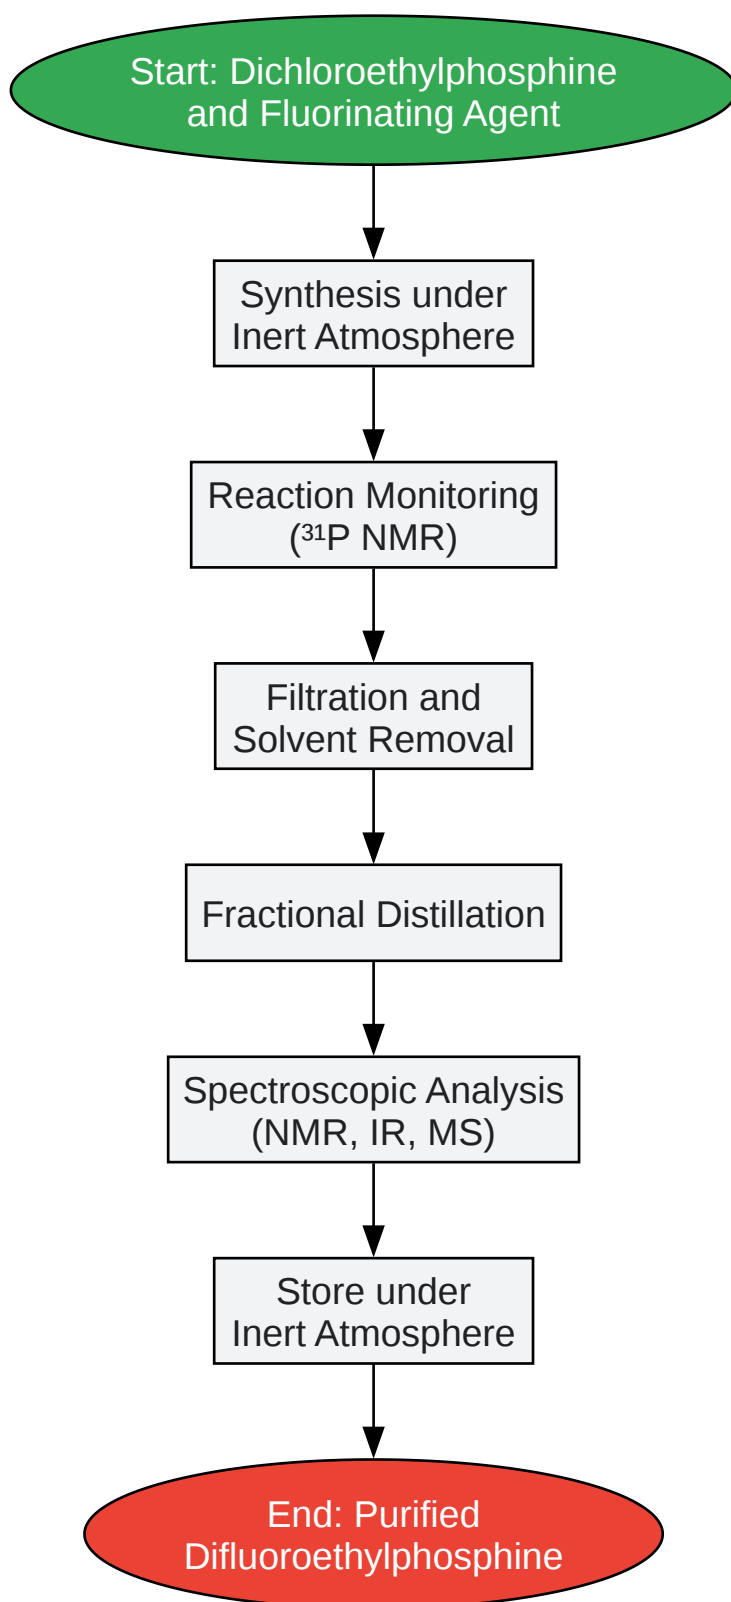 Start: Dichloroethylphosphine
and Fluorinating Agent
Synthesis under
Inert Atmosphere
Reaction Monitoring
(³¹P NMR)
Filtration and
Solvent Removal
Fractional Distillation
Spectroscopic Analysis
(NMR, IR, MS)
Store under
Inert Atmosphere
End: Purified
Difluoroethylphosphine